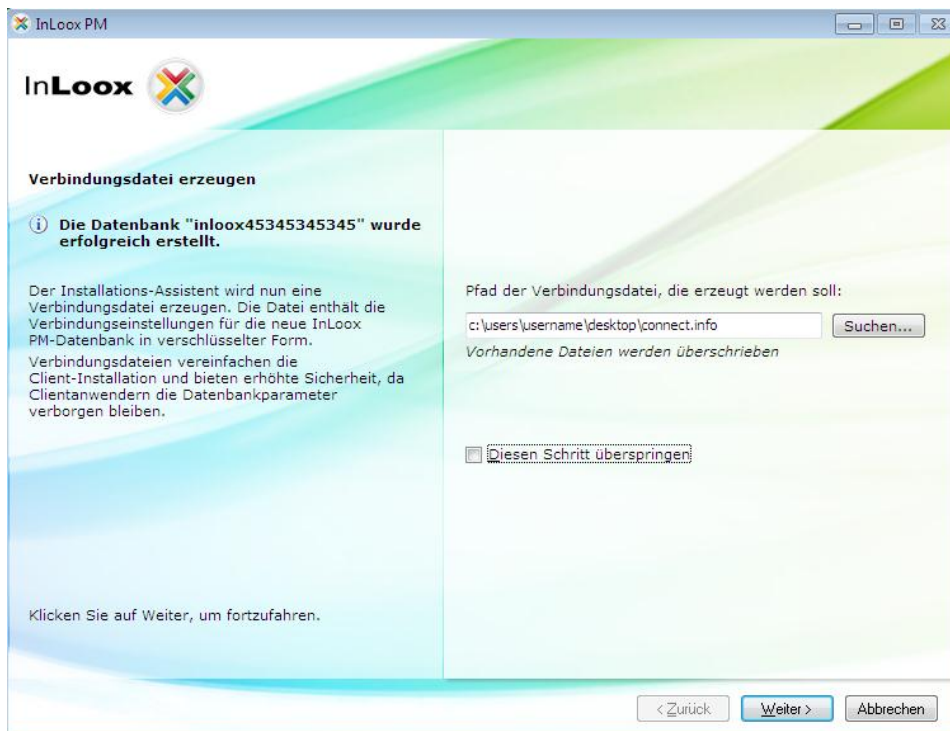 InLoox PM
InLoox
Verbindungsdatei erzeugen
Die Datenbank "inloox45345345345" wurde
erfolgreich erstellt.
Der Installations-Assistent wird nun eine
Verbindungsdatei erzeugen. Die Datei enthält die
Verbindungseinstellungen für die neue InLoox
PM-Datenbank in verschlüsselter Form.
Verbindungsdateien vereinfachen die
Client-Installation und bieten erhöhte Sicherheit, da
Clientanwendern die Datenbankparameter
verborgen bleiben.
Klicken Sie auf Weiter, um fortzufahren.
Pfad der Verbindungsdatei, die erzeugt werden soll:
c:\users\username\desktop\connect.info Suchen...
Vorhandene Dateien werden überschrieben
Diesen Schritt überspringen
< Zurück Weiter > Abbrechen